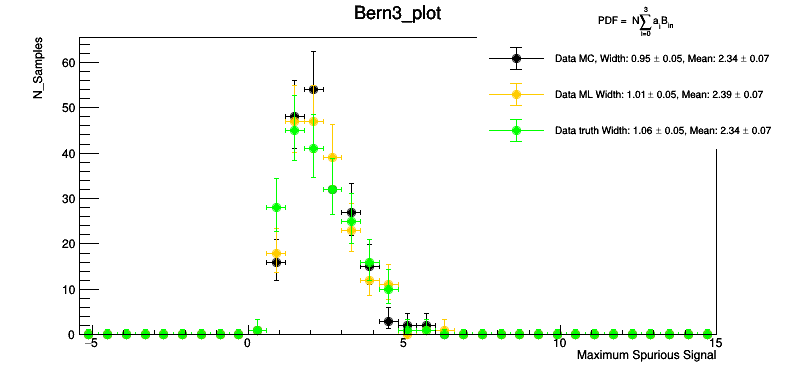 Bern3_plot
PDF = N∑ a_i B_in
3
i=0
Data MC, Width: 0.95 ± 0.05, Mean: 2.34 ± 0.07
Data ML Width: 1.01 ± 0.05, Mean: 2.39 ± 0.07
Data truth Width: 1.06 ± 0.05, Mean: 2.34 ± 0.07
N_Samples
60
50
40
30
20
10
0
−5 0 5 10 15
Maximum Spurious Signal